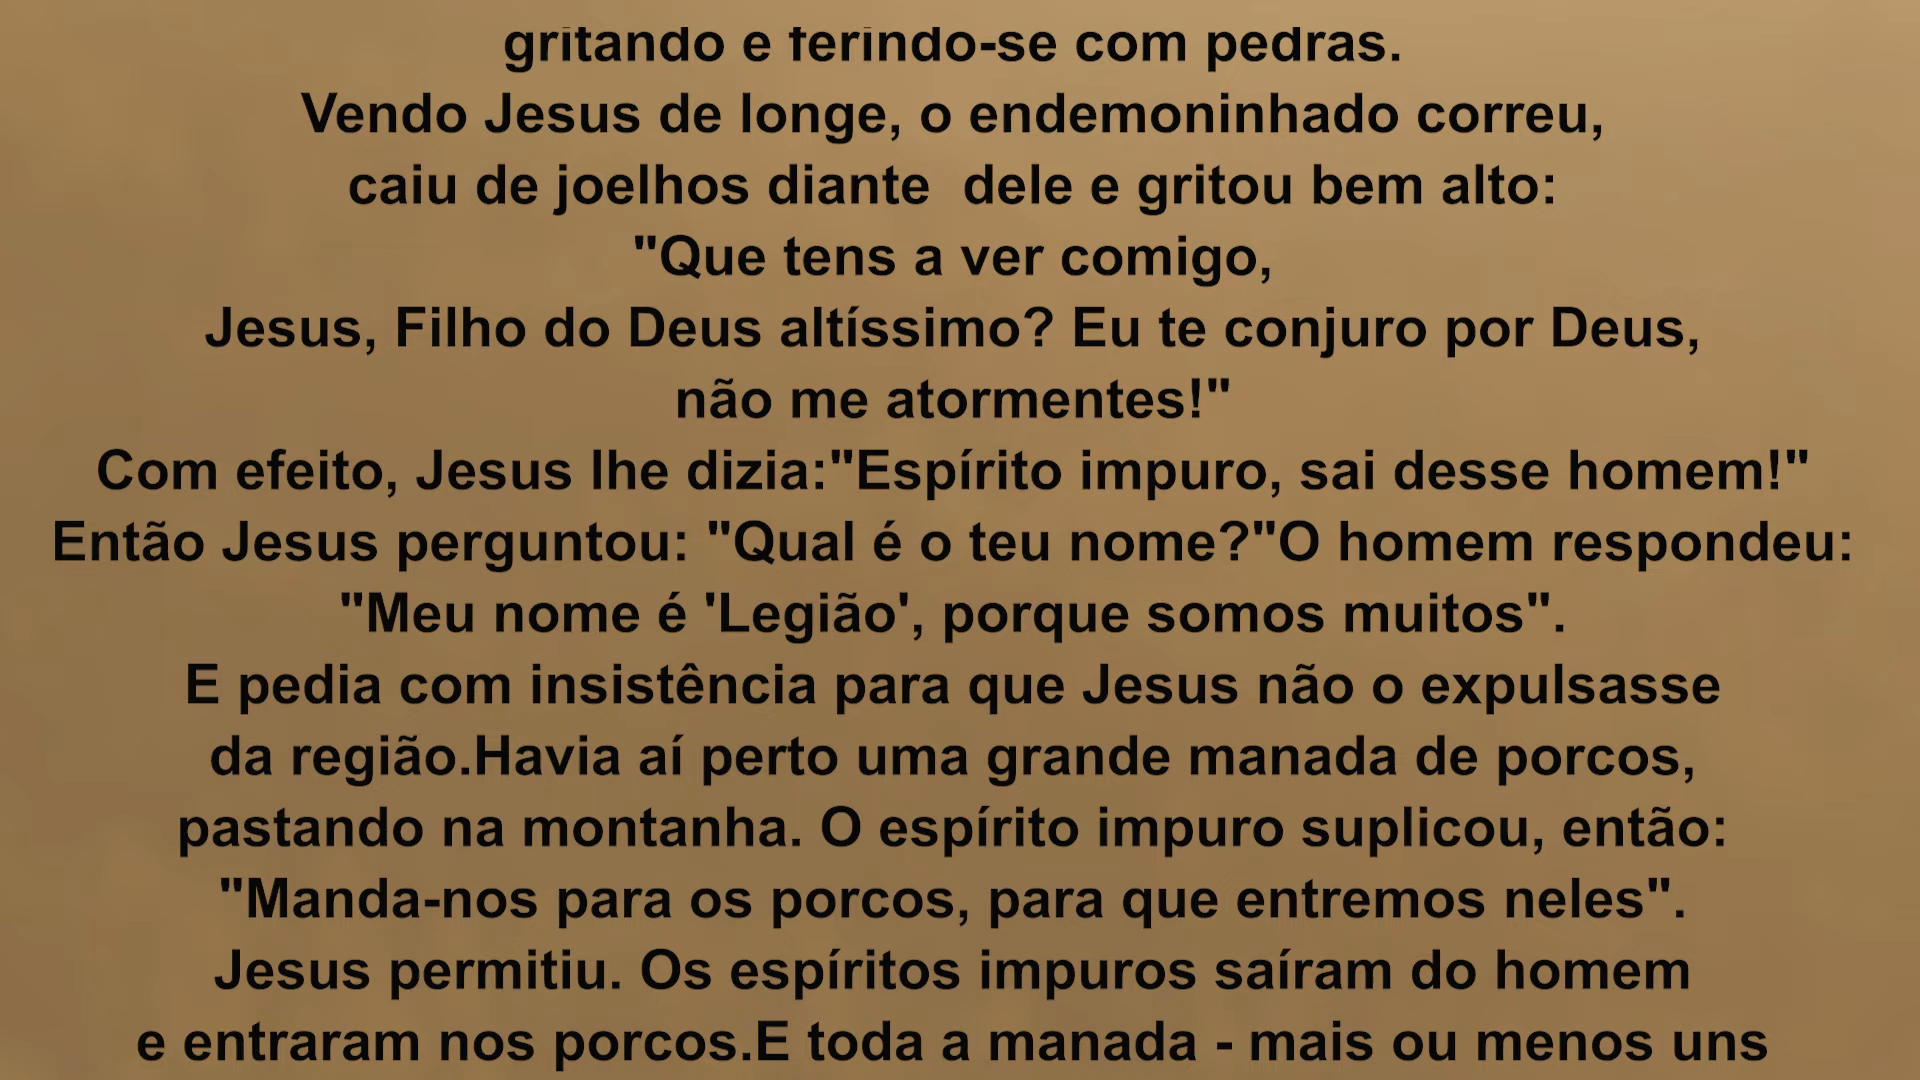 gritando e ferindo-se com pedras.
Vendo Jesus de longe, o endemoninhado correu,
caiu de joelhos diante  dele e gritou bem alto:
"Que tens a ver comigo,
Jesus, Filho do Deus altíssimo? Eu te conjuro por Deus,
não me atormentes!"
Com efeito, Jesus lhe dizia:"Espírito impuro, sai desse homem!"
Então Jesus perguntou: "Qual é o teu nome?"O homem respondeu:
"Meu nome é 'Legião', porque somos muitos".
E pedia com insistência para que Jesus não o expulsasse
da região.Havia aí perto uma grande manada de porcos,
pastando na montanha. O espírito impuro suplicou, então:
"Manda-nos para os porcos, para que entremos neles".
Jesus permitiu. Os espíritos impuros saíram do homem
e entraram nos porcos.E toda a manada - mais ou menos uns